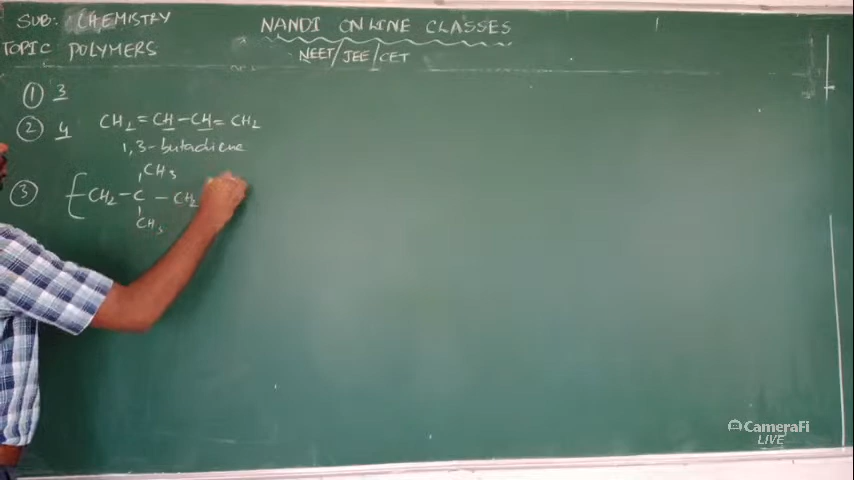 SUB:- CHEMISTRY
TOPIC POLYMERS
NANDI ONLINE CLASSES
NEET/JEE/CET
① 3
② 4 CH₂=CH-CH=CH₂
1,3-butadiene
CH₃
③ [CH₂-C-CH₂
CH₃
CameraFi
LIVE